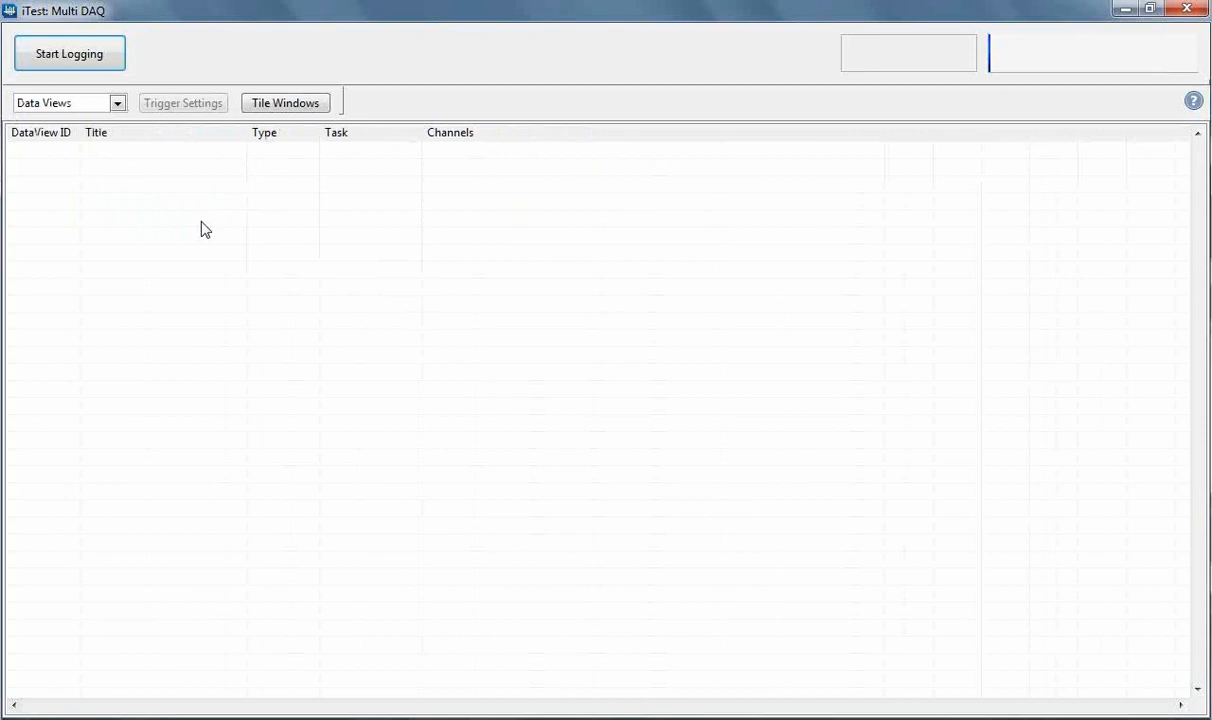 iTest: Multi DAQ
Start Logging
Data Views Trigger Settings Tile Windows ?
DataView ID Title Type Task Channels